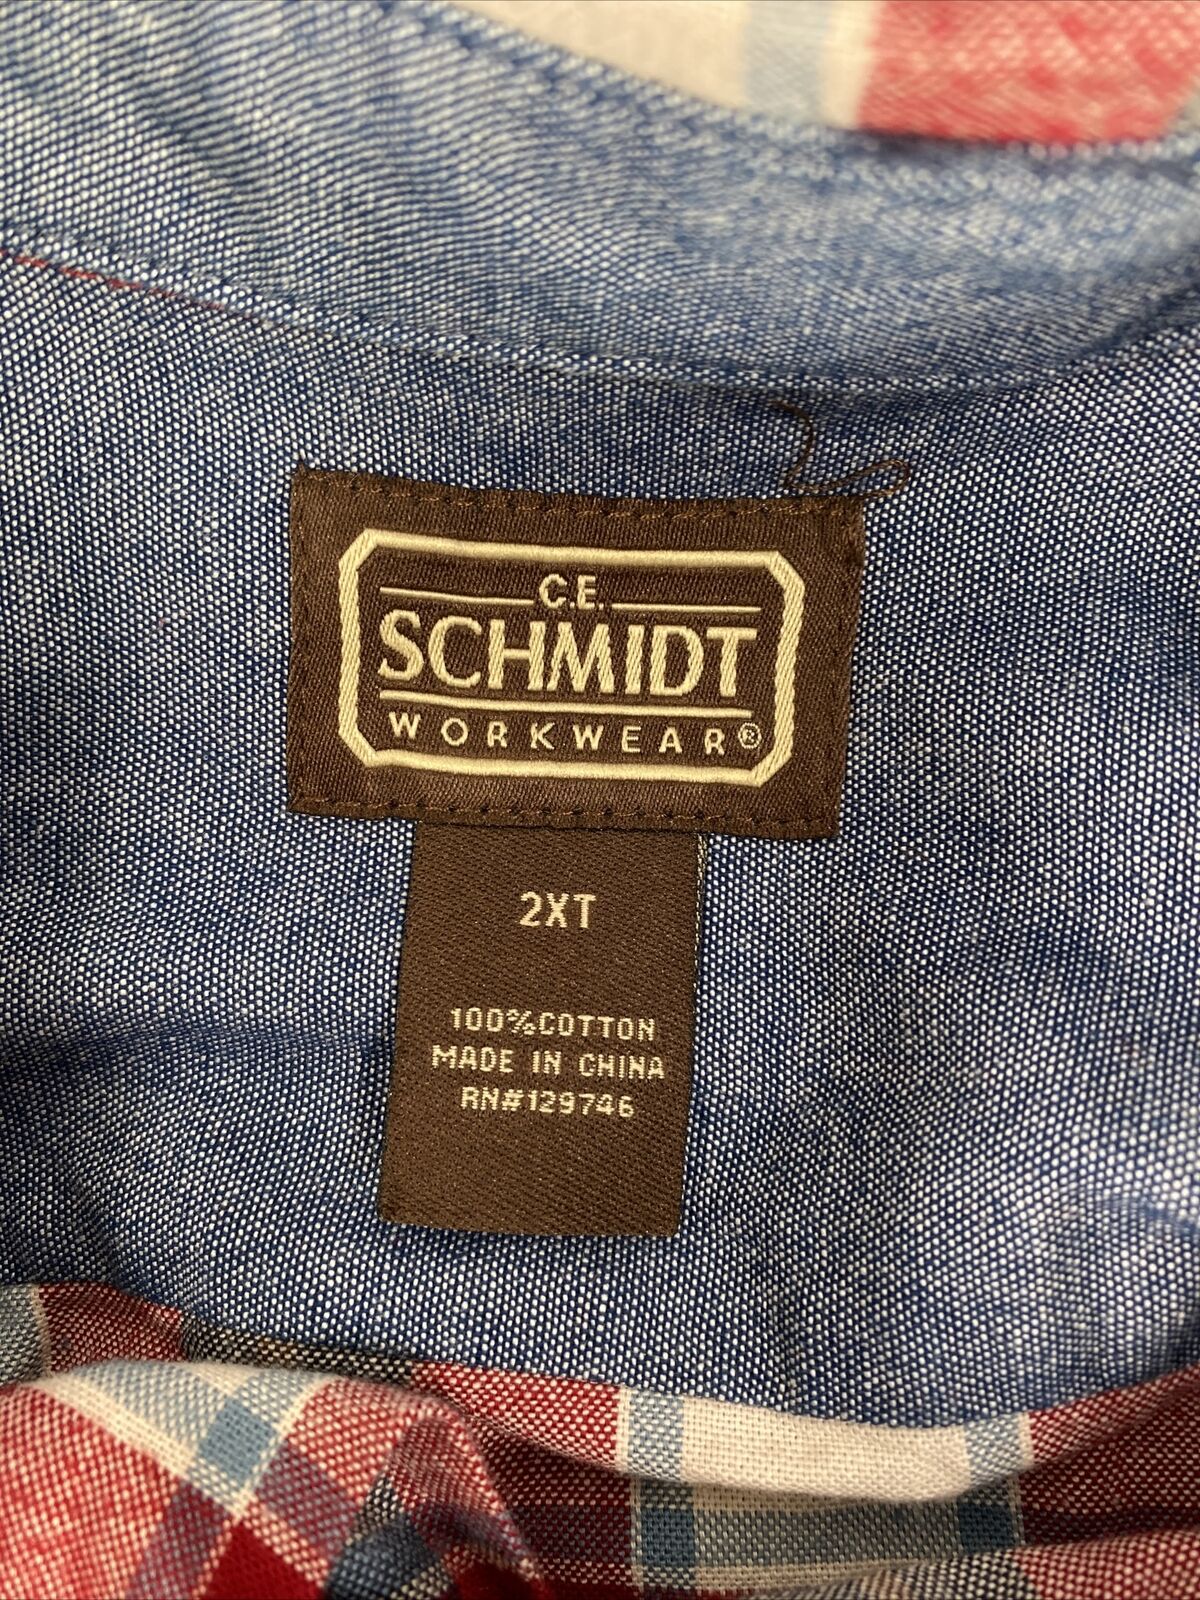 C.E.
SCHMIDT
WORKWEAR®
2XT
100%COTTON
MADE IN CHINA
RN#129746